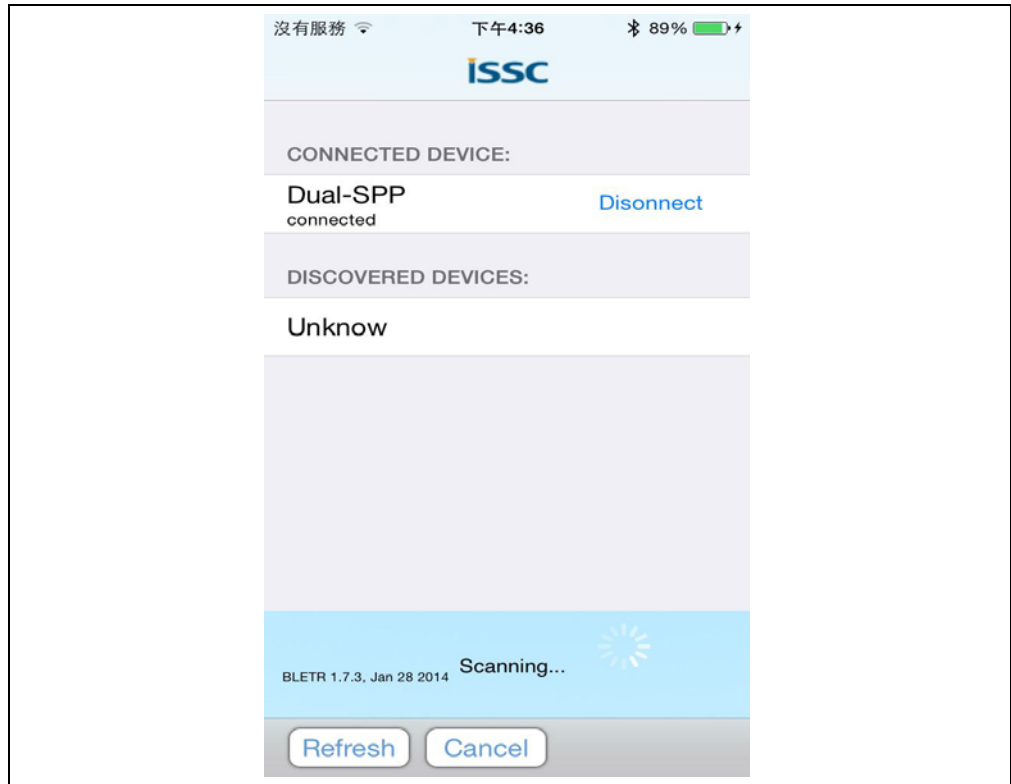 沒有服務 下午4:36 89%
ISSC
CONNECTED DEVICE:
Dual-SPP
connected
Disonnect
DISCOVERED DEVICES:
Unknow
Scanning...
BLETR 1.7.3, Jan 28 2014
Refresh Cancel